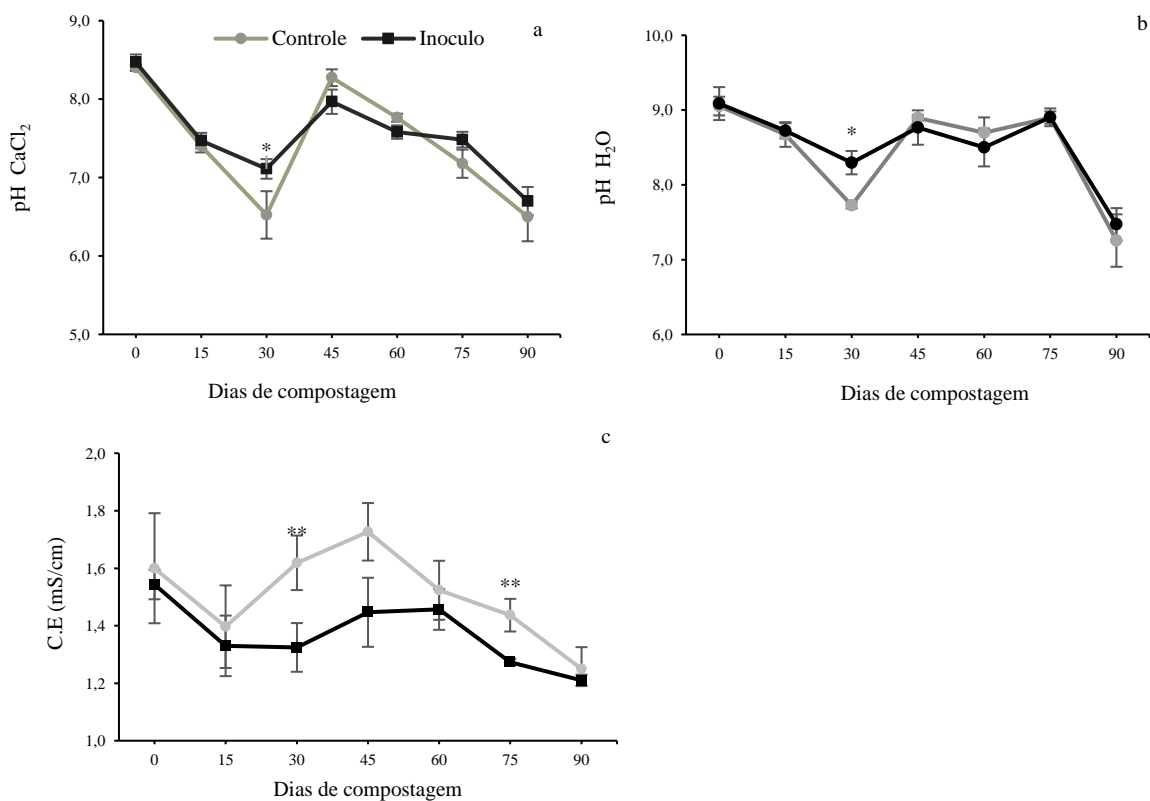 a
Controle Inoculo
pH CaCl₂
9,0
8,0
*
7,0
6,0
5,0
0 15 30 45 60 75 90
Dias de compostagem
b
pH H₂O
10,0
9,0
*
8,0
7,0
6,0
0 15 30 45 60 75 90
Dias de compostagem
c
C.E (mS/cm)
2,0
1,8
**
1,6
**
1,4
1,2
1,0
0 15 30 45 60 75 90
Dias de compostagem